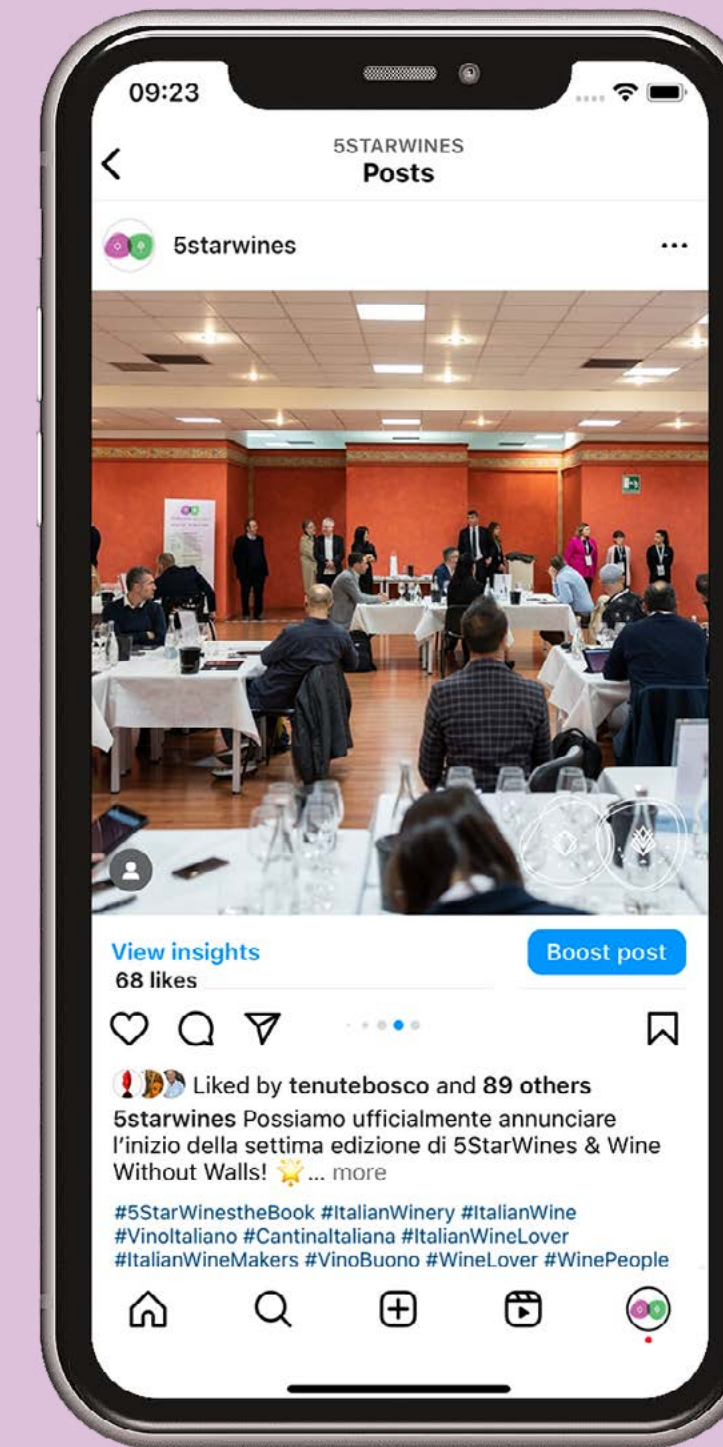 09:23
5STARWINES
Posts
5starwines
View insights
Boost post
68 likes
Liked by tenutebosco and 89 others
5starwines Possiamo ufficialmente annunciare
l'inizio della settima edizione di 5StarWines & Wine
Without Walls! 🌟 ... more
#5StarWinestheBook #ItalianWinery #ItalianWine
#VinoItaliano #CantinaItaliana #ItalianWineLover
#ItalianWineMakers #VinoBuono #WineLover #WinePeople